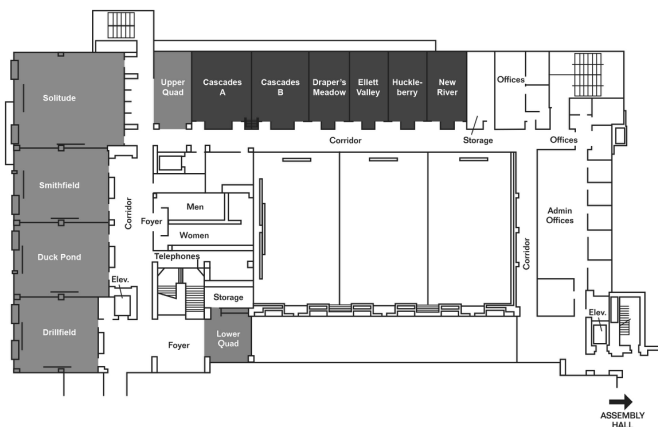 Solitude
Upper
Quad
Cascades
A
Cascades
B
Draper's
Meadow
Ellett
Valley
Huckle-
berry
New
River
Offices
Corridor
Storage
Offices
Smithfield
Corridor
Men
Foyer
Women
Admin
Offices
Duck Pond
Telephones
Corridor
Elev.
Storage
Drillfield
Foyer
Lower
Quad
Elev.
ASSEMBLY
HALL